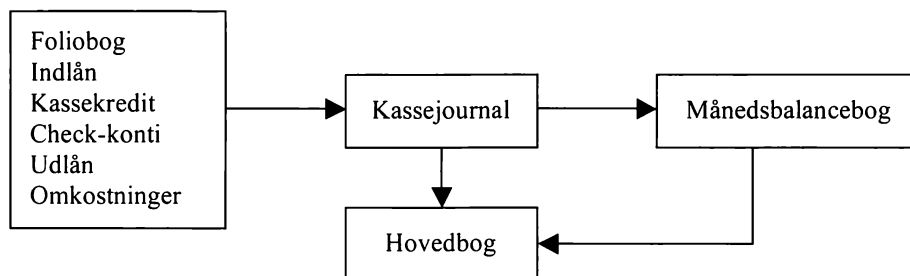 Foliobog
Indlån
Kassekredit
Check-konti
Udlån
Omkostninger
Kassejournal
Månedsbalancebog
Hovedbog